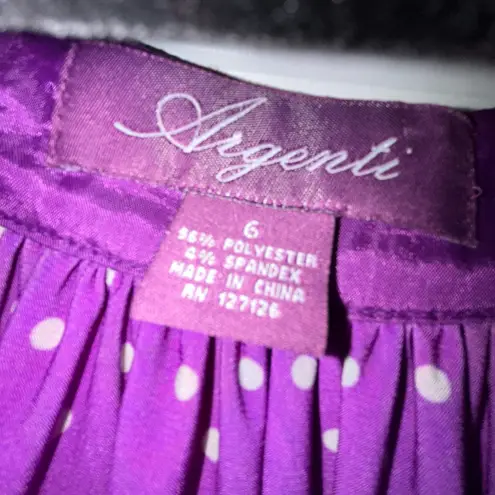 Argenti
6
96% POLYESTER
4% SPANDEX
MADE IN CHINA
RN 127126